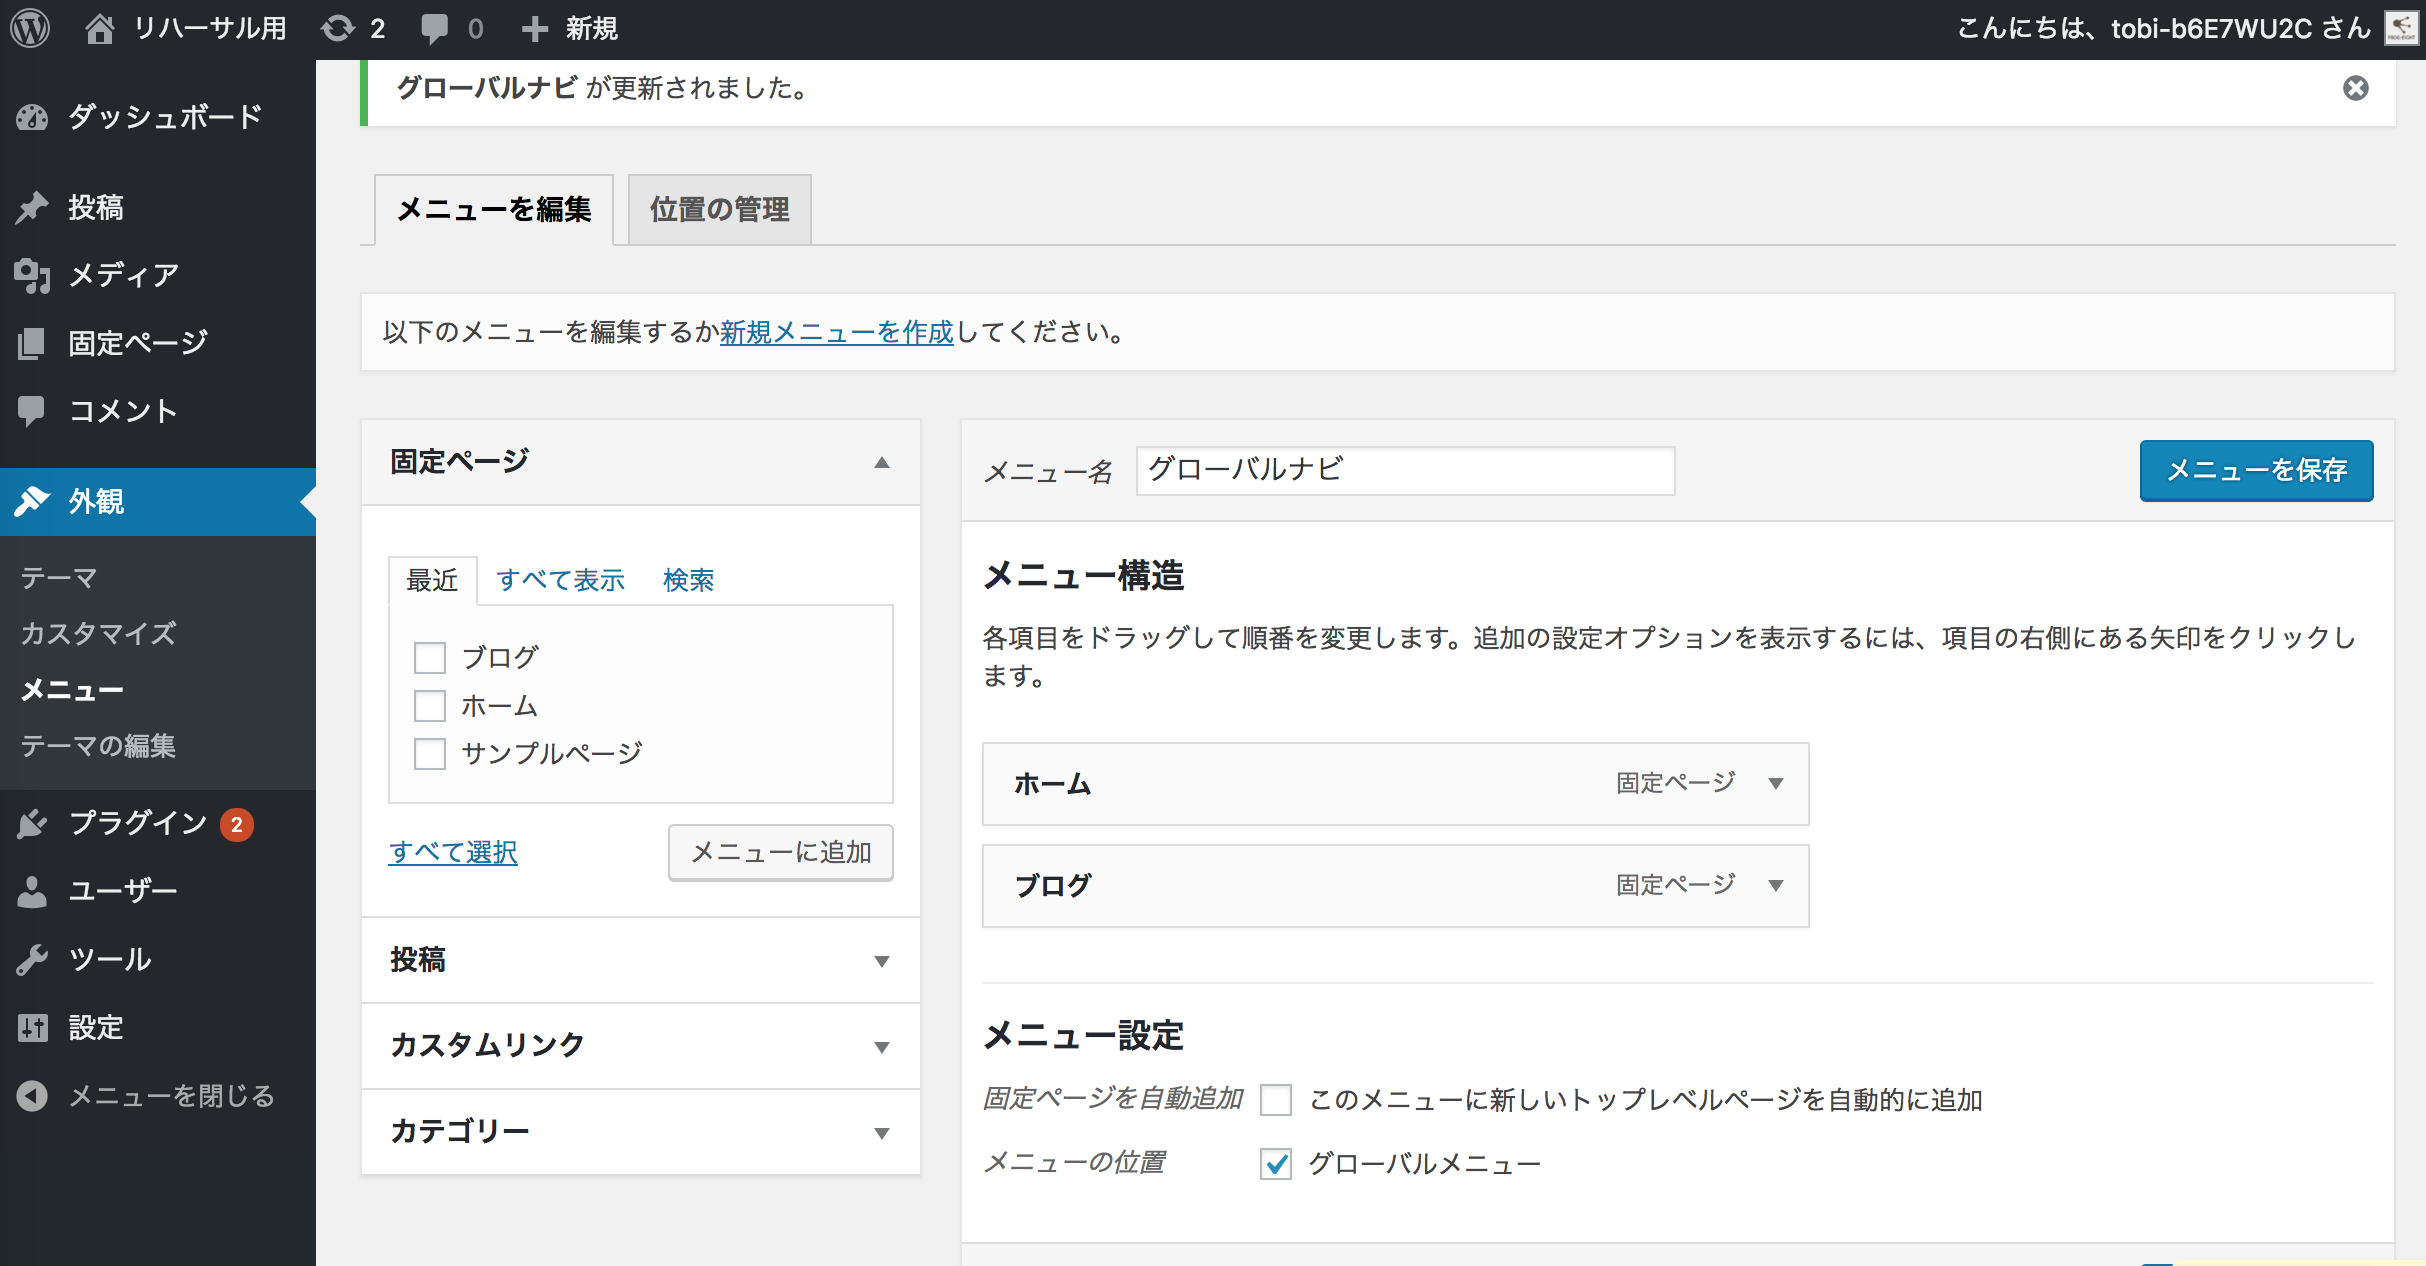 リハーサル用 2 0 新規 こんにちは、tobi-b6E7WU2C さん
グローバルナビ が更新されました。
ダッシュボード
投稿
メディア
固定ページ
コメント
外観
テーマ
カスタマイズ
メニュー
テーマの編集
プラグイン 2
ユーザー
ツール
設定
メニューを閉じる
メニューを編集 位置の管理
以下のメニューを編集するか新規メニューを作成してください。
固定ページ
最近 すべて表示 検索
ブログ
ホーム
サンプルページ
すべて選択 メニューに追加
投稿
カスタムリンク
カテゴリー
メニュー名 グローバルナビ メニューを保存
メニュー構造
各項目をドラッグして順番を変更します。追加の設定オプションを表示するには、項目の右側にある矢印をクリックし
ます。
ホーム 固定ページ
ブログ 固定ページ
メニュー設定
固定ページを自動追加 このメニューに新しいトップレベルページを自動的に追加
メニューの位置 グローバルメニュー